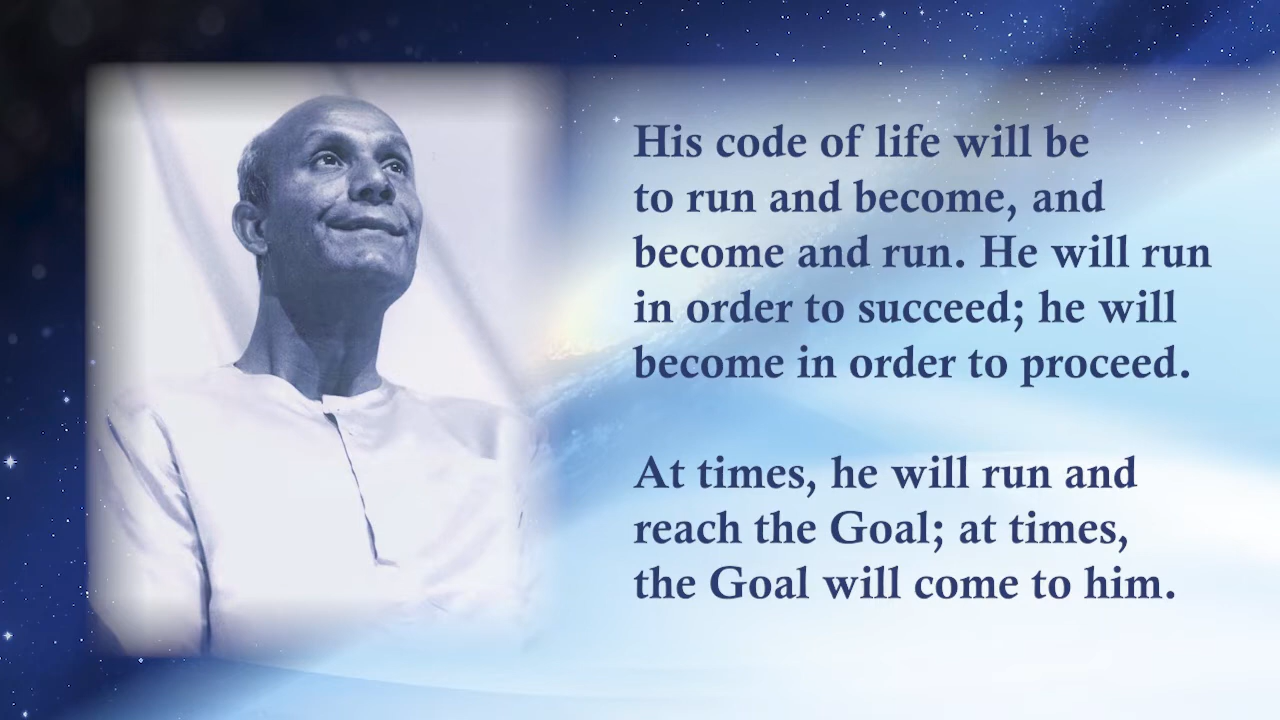 His code of life will be
to run and become, and
become and run. He will run
in order to succeed; he will
become in order to proceed.
At times, he will run and
reach the Goal; at times,
the Goal will come to him.